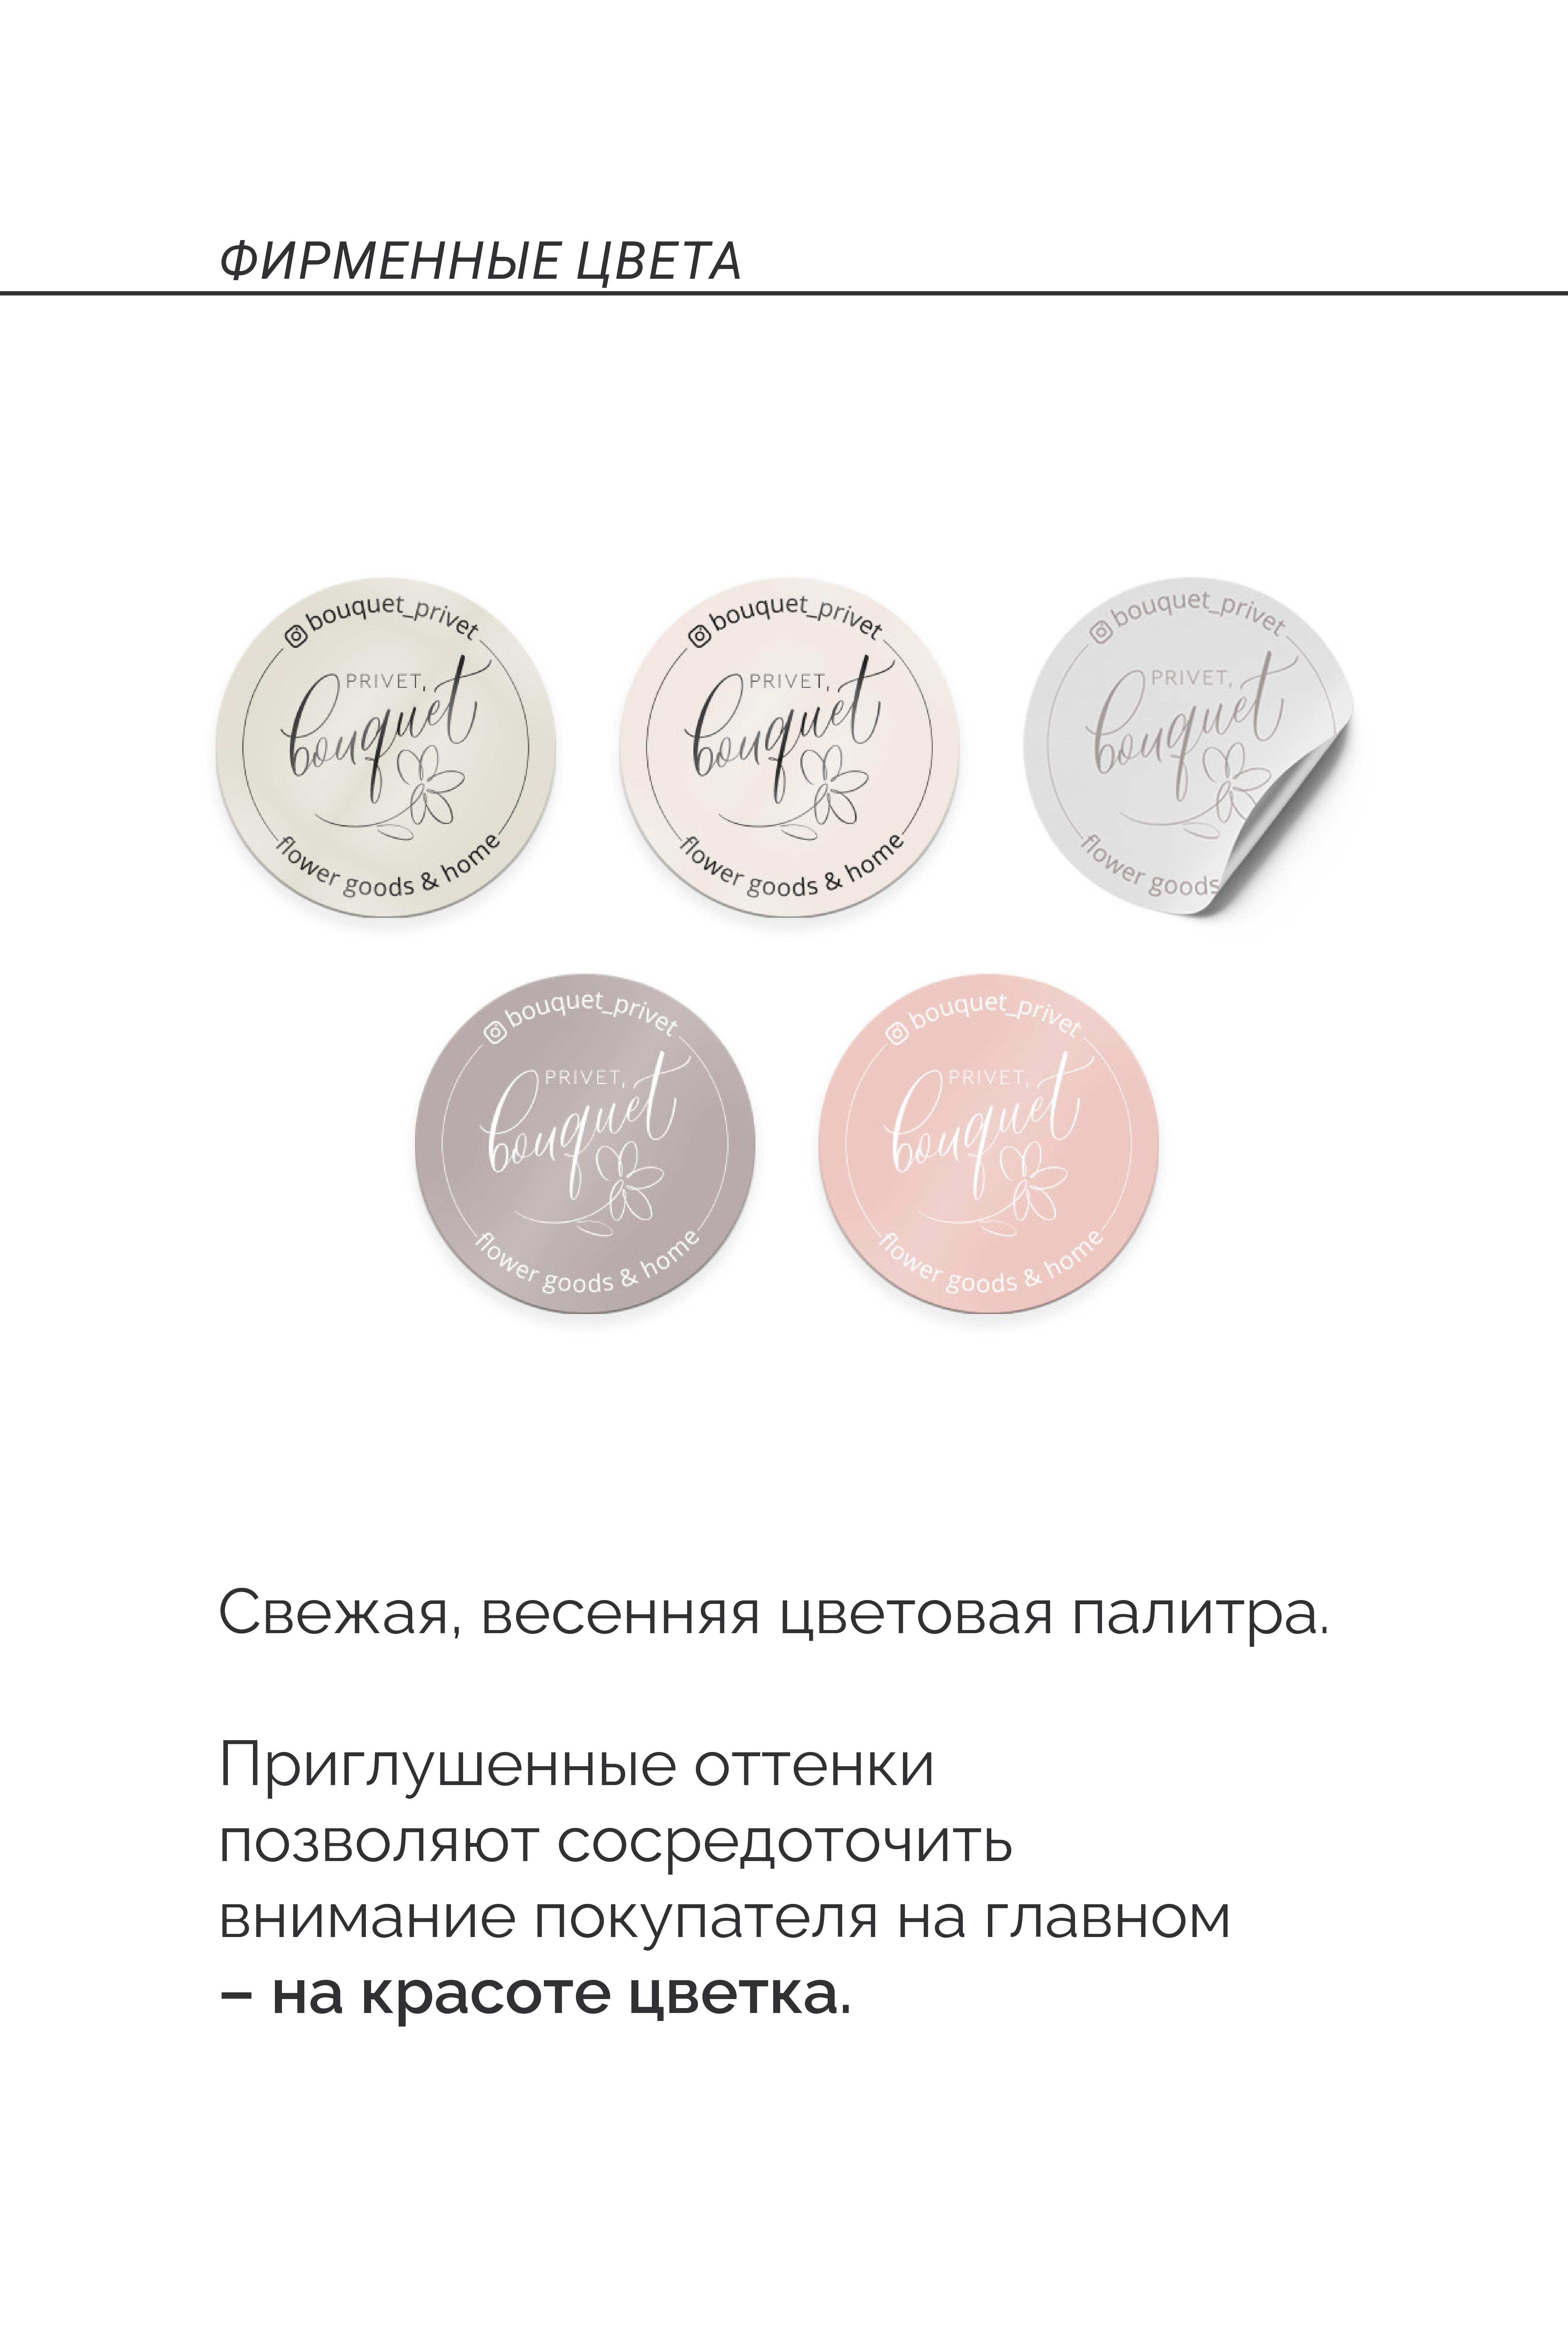 ФИРМЕННЫЕ ЦВЕТА
bouquet_privet
PRIVET,
bouquet
flower goods & home
bouquet_privet
PRIVET,
bouquet
flower goods & home
bouquet_privet
PRIVET,
bouquet
flower goods
bouquet_privet
PRIVET,
bouquet
flower goods & home
bouquet_privet
PRIVET,
bouquet
flower goods & home
Свежая, весенняя цветовая палитра.
Приглушенные оттенки
позволяют сосредоточить
внимание покупателя на главном
– на красоте цветка.